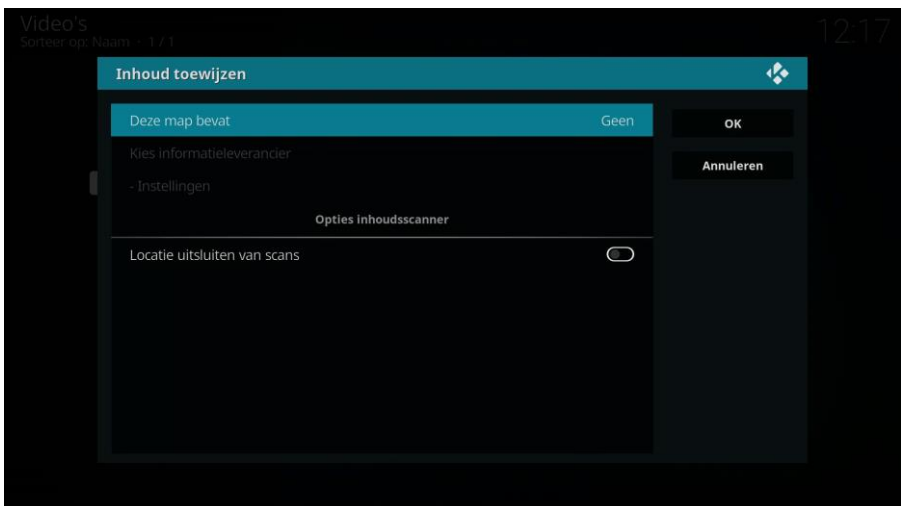 Video's
Sorteer op: Naam · 1 / 1
12:17
Inhoud toewijzen
Deze map bevat Geen
OK
Kies informatieleverancier
Annuleren
- Instellingen
Opties inhoudsscanner
Locatie uitsluiten van scans